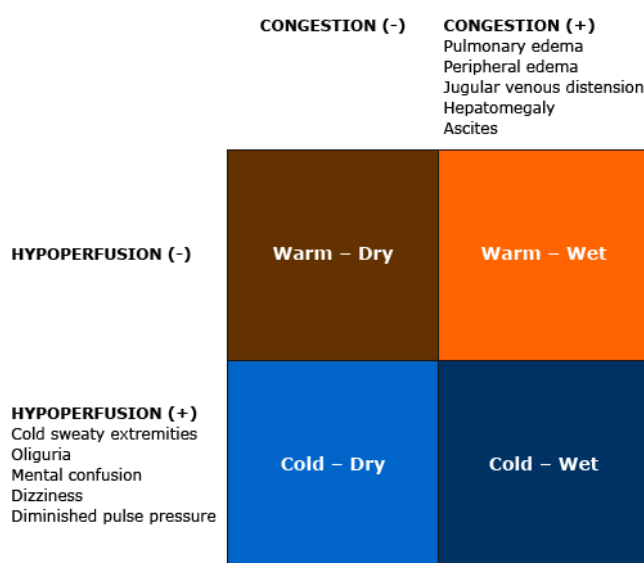 CONGESTION (-)
CONGESTION (+)
Pulmonary edema
Peripheral edema
Jugular venous distension
Hepatomegaly
Ascites
HYPOPERFUSION (-)
Warm – Dry
Warm – Wet
HYPOPERFUSION (+)
Cold sweaty extremities
Oliguria
Mental confusion
Dizziness
Diminished pulse pressure
Cold – Dry
Cold – Wet